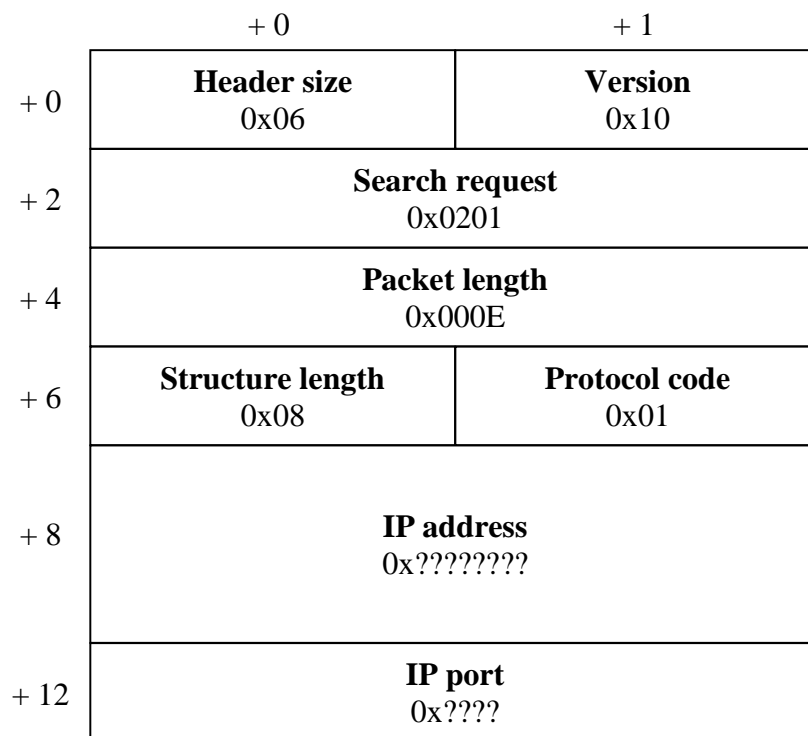 + 0 + 1
+ 0 Header size Version
0x06 0x10
+ 2 Search request
0x0201
+ 4 Packet length
0x000E
+ 6 Structure length Protocol code
0x08 0x01
+ 8 IP address
0x????????
+ 12 IP port
0x????